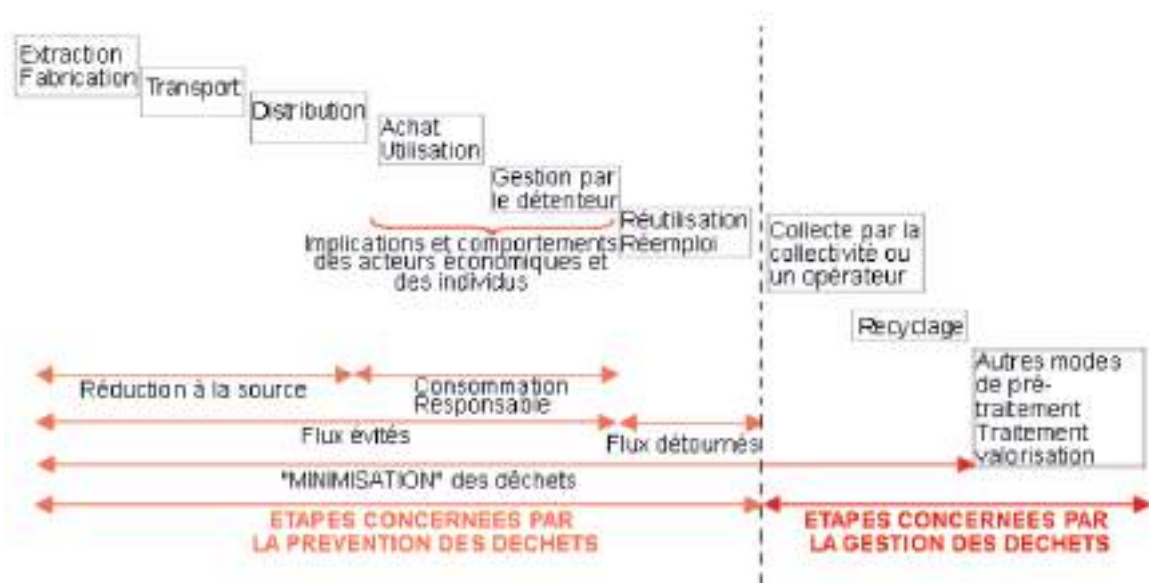 Extraction
Fabrication
Transport
Distribution
Achat
Utilisation
Gestion par
le détenteur
Réutilisation
Réemploi
Implications et comportements
des acteurs économiques et
des individus
Collecte par la
collectivité ou
un opérateur
Recyclage
Autres modes
de pré-
traitement
Traitement
valorisation
Réduction à la source
Consommation
Responsable
Flux évités
Flux détournés
"MINIMISATION" des déchets
ETAPES CONCERNEES PAR
LA PREVENTION DES DECHETS
ETAPES CONCERNEES PAR
LA GESTION DES DECHETS